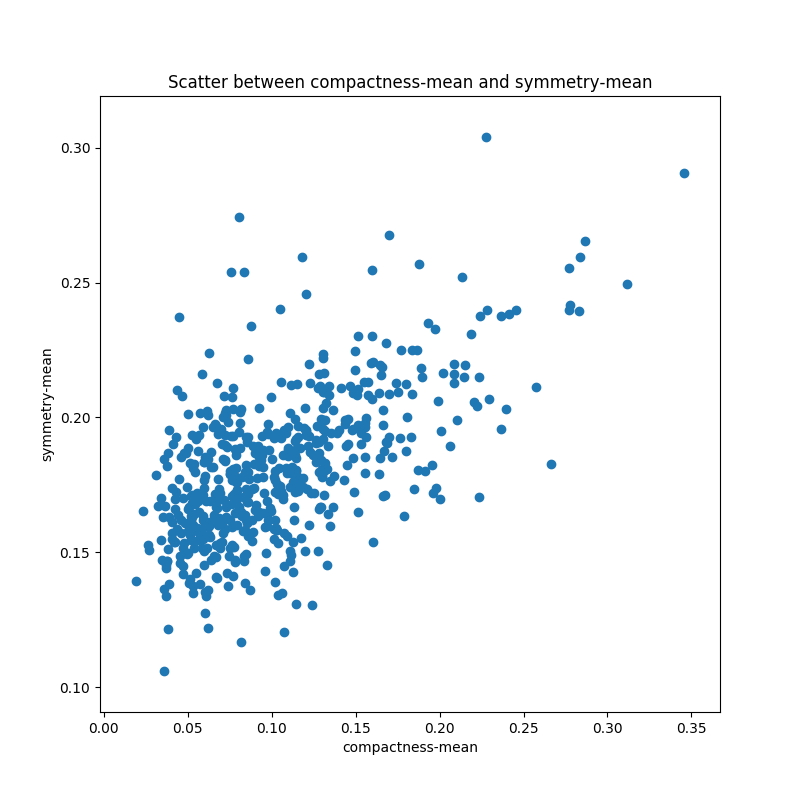 Scatter between compactness-mean and symmetry-mean
0.30
0.25
0.20
0.15
0.10
symmetry-mean
0.00 0.05 0.10 0.15 0.20 0.25 0.30 0.35
compactness-mean